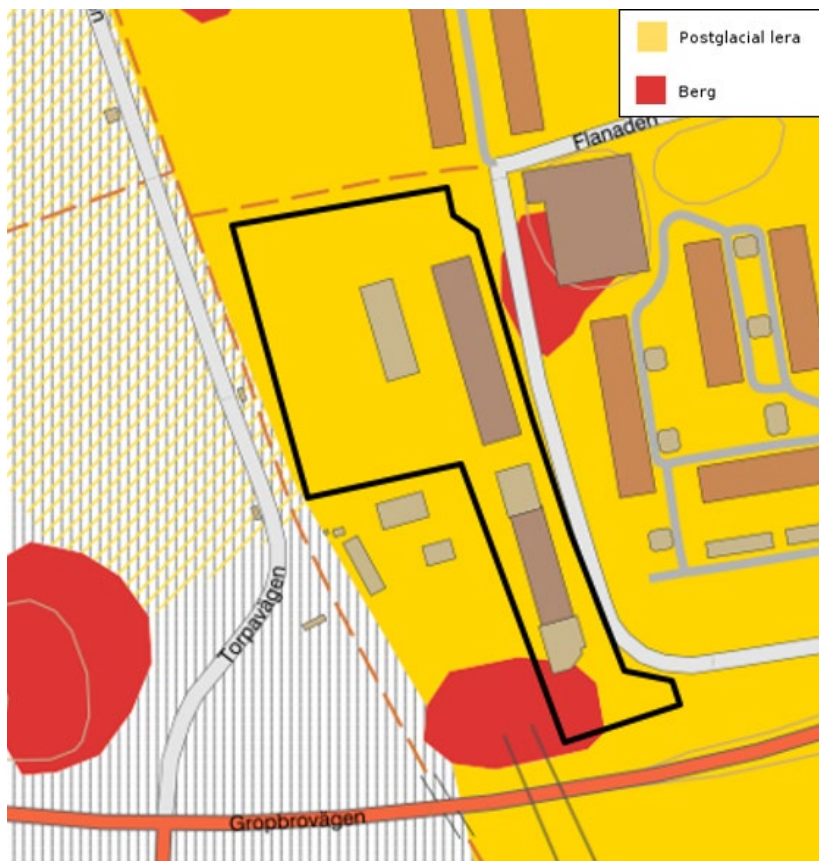 n
Postglacial lera
Berg
Flanaden
Torpavägen
Gropbrovägen